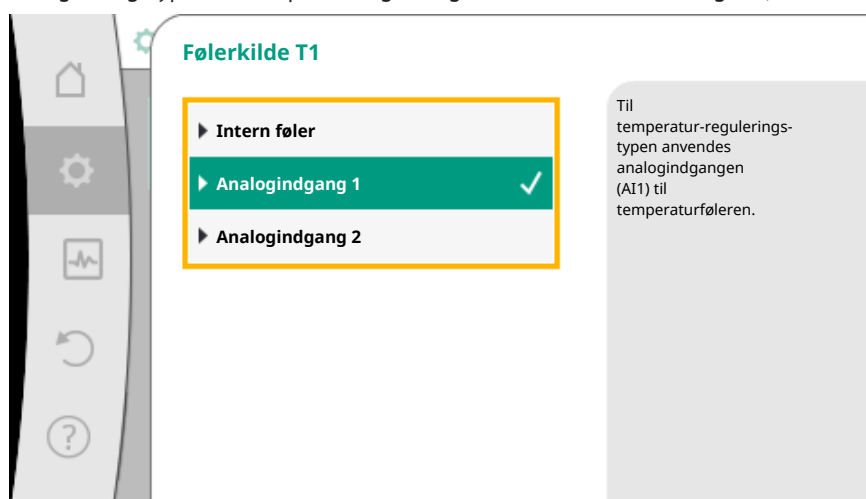 Følerkilde T1
Intern føler
Analogindgang 1
Analogindgang 2
Til
temperatur-regulerings-
typen anvendes
analogindgangen
(AI1) til
temperaturføleren.